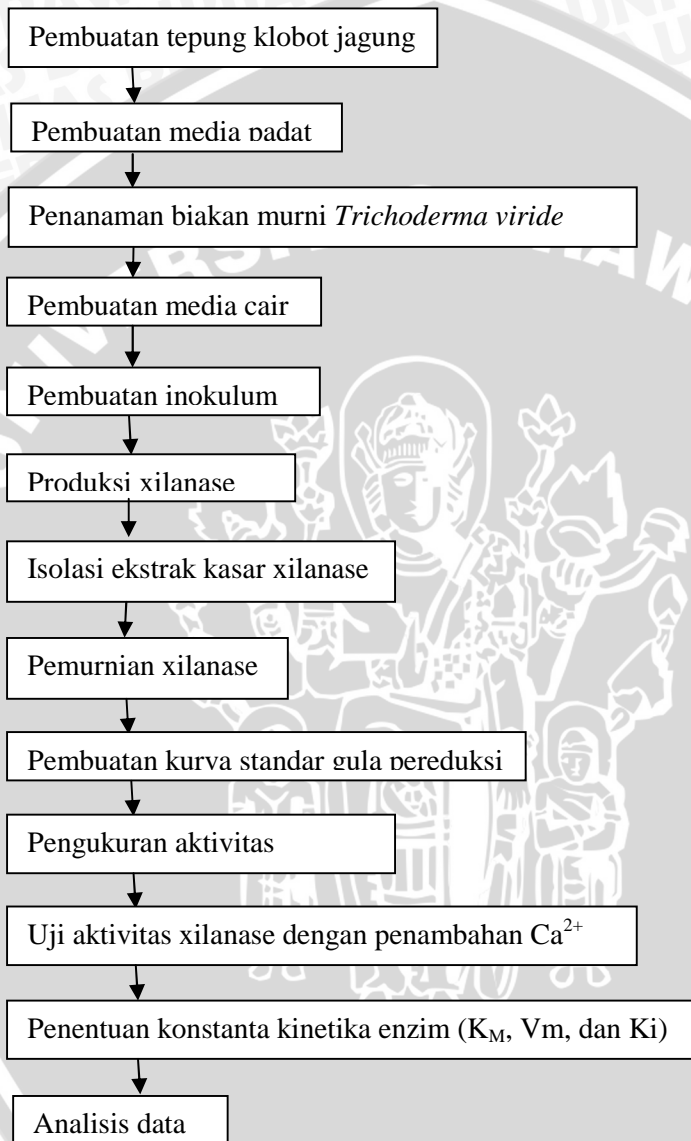 Pembuatan tepung klobot jagung
Pembuatan media padat
Penanaman biakan murni Trichoderma viride
Pembuatan media cair
Pembuatan inokulum
Produksi xilanase
Isolasi ekstrak kasar xilanase
Pemurnian xilanase
Pembuatan kurva standar gula pereduksi
Pengukuran aktivitas
Uji aktivitas xilanase dengan penambahan Ca²⁺
Penentuan konstanta kinetika enzim (K_M, Vm, dan Ki)
Analisis data